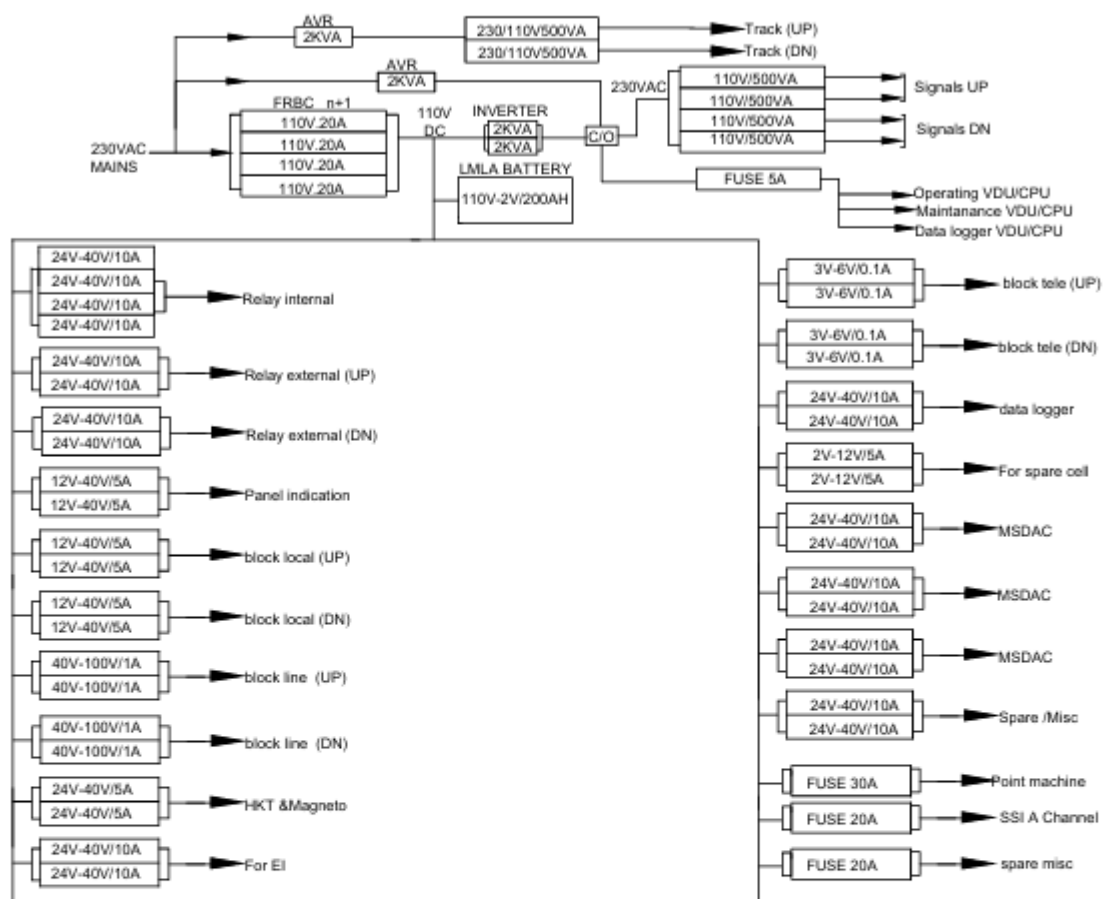 AVR
2KVA
230/110V500VA
230/110V500VA
Track (UP)
Track (DN)
AVR
2KVA
230VAC
110V/500VA
110V/500VA
110V/500VA
110V/500VA
Signals UP
Signals DN
FRBC n+1
110V.20A
110V.20A
110V.20A
110V.20A
230VAC
MAINS
110V
DC
INVERTER
2KVA
2KVA
C/O
LMLA BATTERY
110V-2V/200AH
FUSE 5A
Operating VDU/CPU
Maintanance VDU/CPU
Data logger VDU/CPU
24V-40V/10A
24V-40V/10A
24V-40V/10A
24V-40V/10A
Relay internal
24V-40V/10A
24V-40V/10A
Relay external (UP)
24V-40V/10A
24V-40V/10A
Relay external (DN)
12V-40V/5A
12V-40V/5A
Panel indication
12V-40V/5A
12V-40V/5A
block local (UP)
12V-40V/5A
12V-40V/5A
block local (DN)
40V-100V/1A
40V-100V/1A
block line (UP)
40V-100V/1A
40V-100V/1A
block line (DN)
24V-40V/5A
24V-40V/5A
HKT &Magneto
24V-40V/10A
24V-40V/10A
For EI
3V-6V/0.1A
3V-6V/0.1A
block tele (UP)
3V-6V/0.1A
3V-6V/0.1A
block tele (DN)
24V-40V/10A
24V-40V/10A
data logger
2V-12V/5A
2V-12V/5A
For spare cell
24V-40V/10A
24V-40V/10A
MSDAC
24V-40V/10A
24V-40V/10A
MSDAC
24V-40V/10A
24V-40V/10A
MSDAC
24V-40V/10A
24V-40V/10A
Spare /Misc
FUSE 30A
Point machine
FUSE 20A
SSI A Channel
FUSE 20A
spare misc